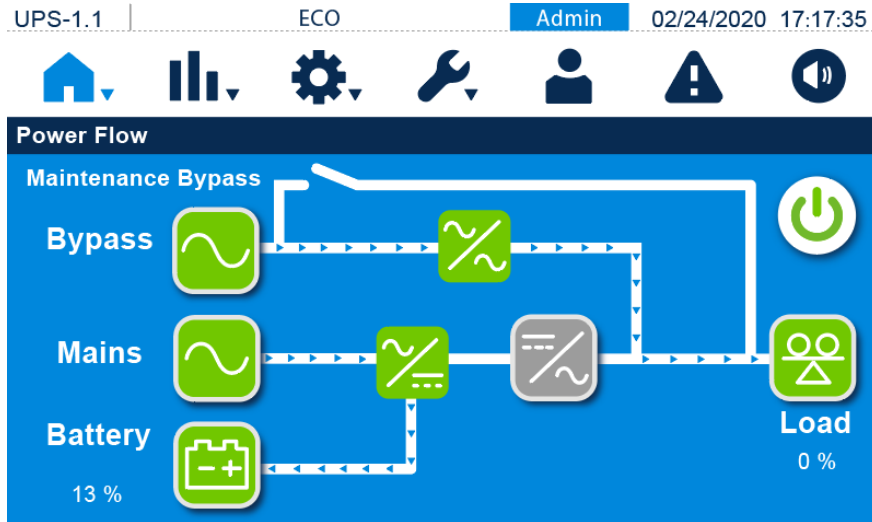 UPS-1.1 ECO Admin 02/24/2020 17:17:35
Power Flow
Maintenance Bypass
Bypass
Mains
Battery
13 %
Load
0 %